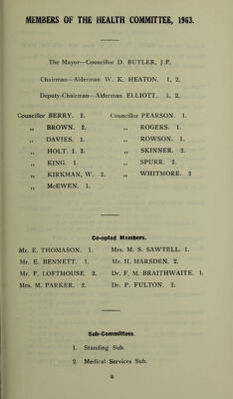 MEMBERS OF THE HEALTH COMMITTEE, 1963.
The Mayor—Councillor D. BUTLER, J.P.
Chairman—Alderman W. K. HEATON. 1, 2.
Deputy-Chairman—Alderman ELLIOTT. 1, 2.
Councillor BERRY. 2. Councillor PEARSON. 1.
„ BROWN. 2. „ ROGERS. 1.
„ DAVIES. 1. „ ROWSON. 1.
„ HOLT. 1. 2. „ SKINNER. 2.
„ KING. 1. „ SPURR. 2.
„ KIRKMAN, W. 2. „ WHITMORE. 2
„ McEWEN. 1.
Co-opted Members.
Mr. E. THOMASON. 1. Mrs. M. S. SAWTELL. 1.
Mr. E. BENNETT. 1. Mr. H. MARSDEN. 2.
Mr. F. LOFTHOUSE 2. Dr. F. M. BRAITHWAITE. 1.
Mrs. M. PARKER. 2. Dr. P. FULTON. 2.
Sub-Committees.
1. Standing Sub.
2. Medical Services Sub.